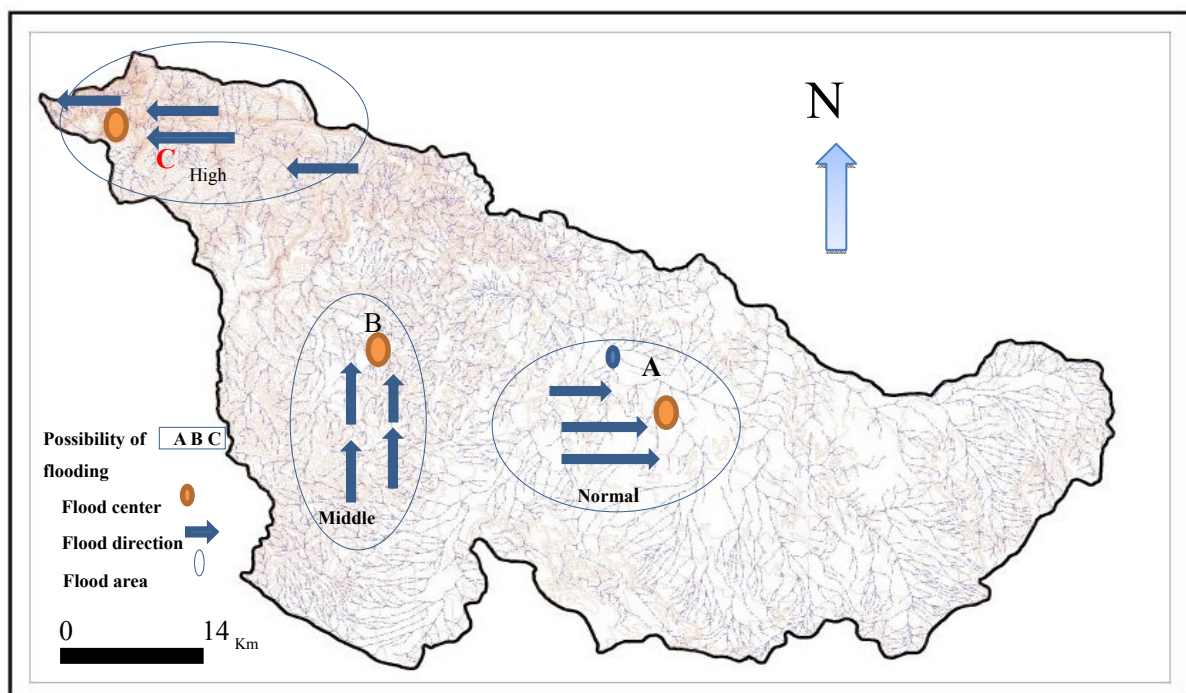 N
C
High
B
A
Possibility of A B C
flooding
Normal
Middle
Flood center
Flood direction
Flood area
0 14 Km